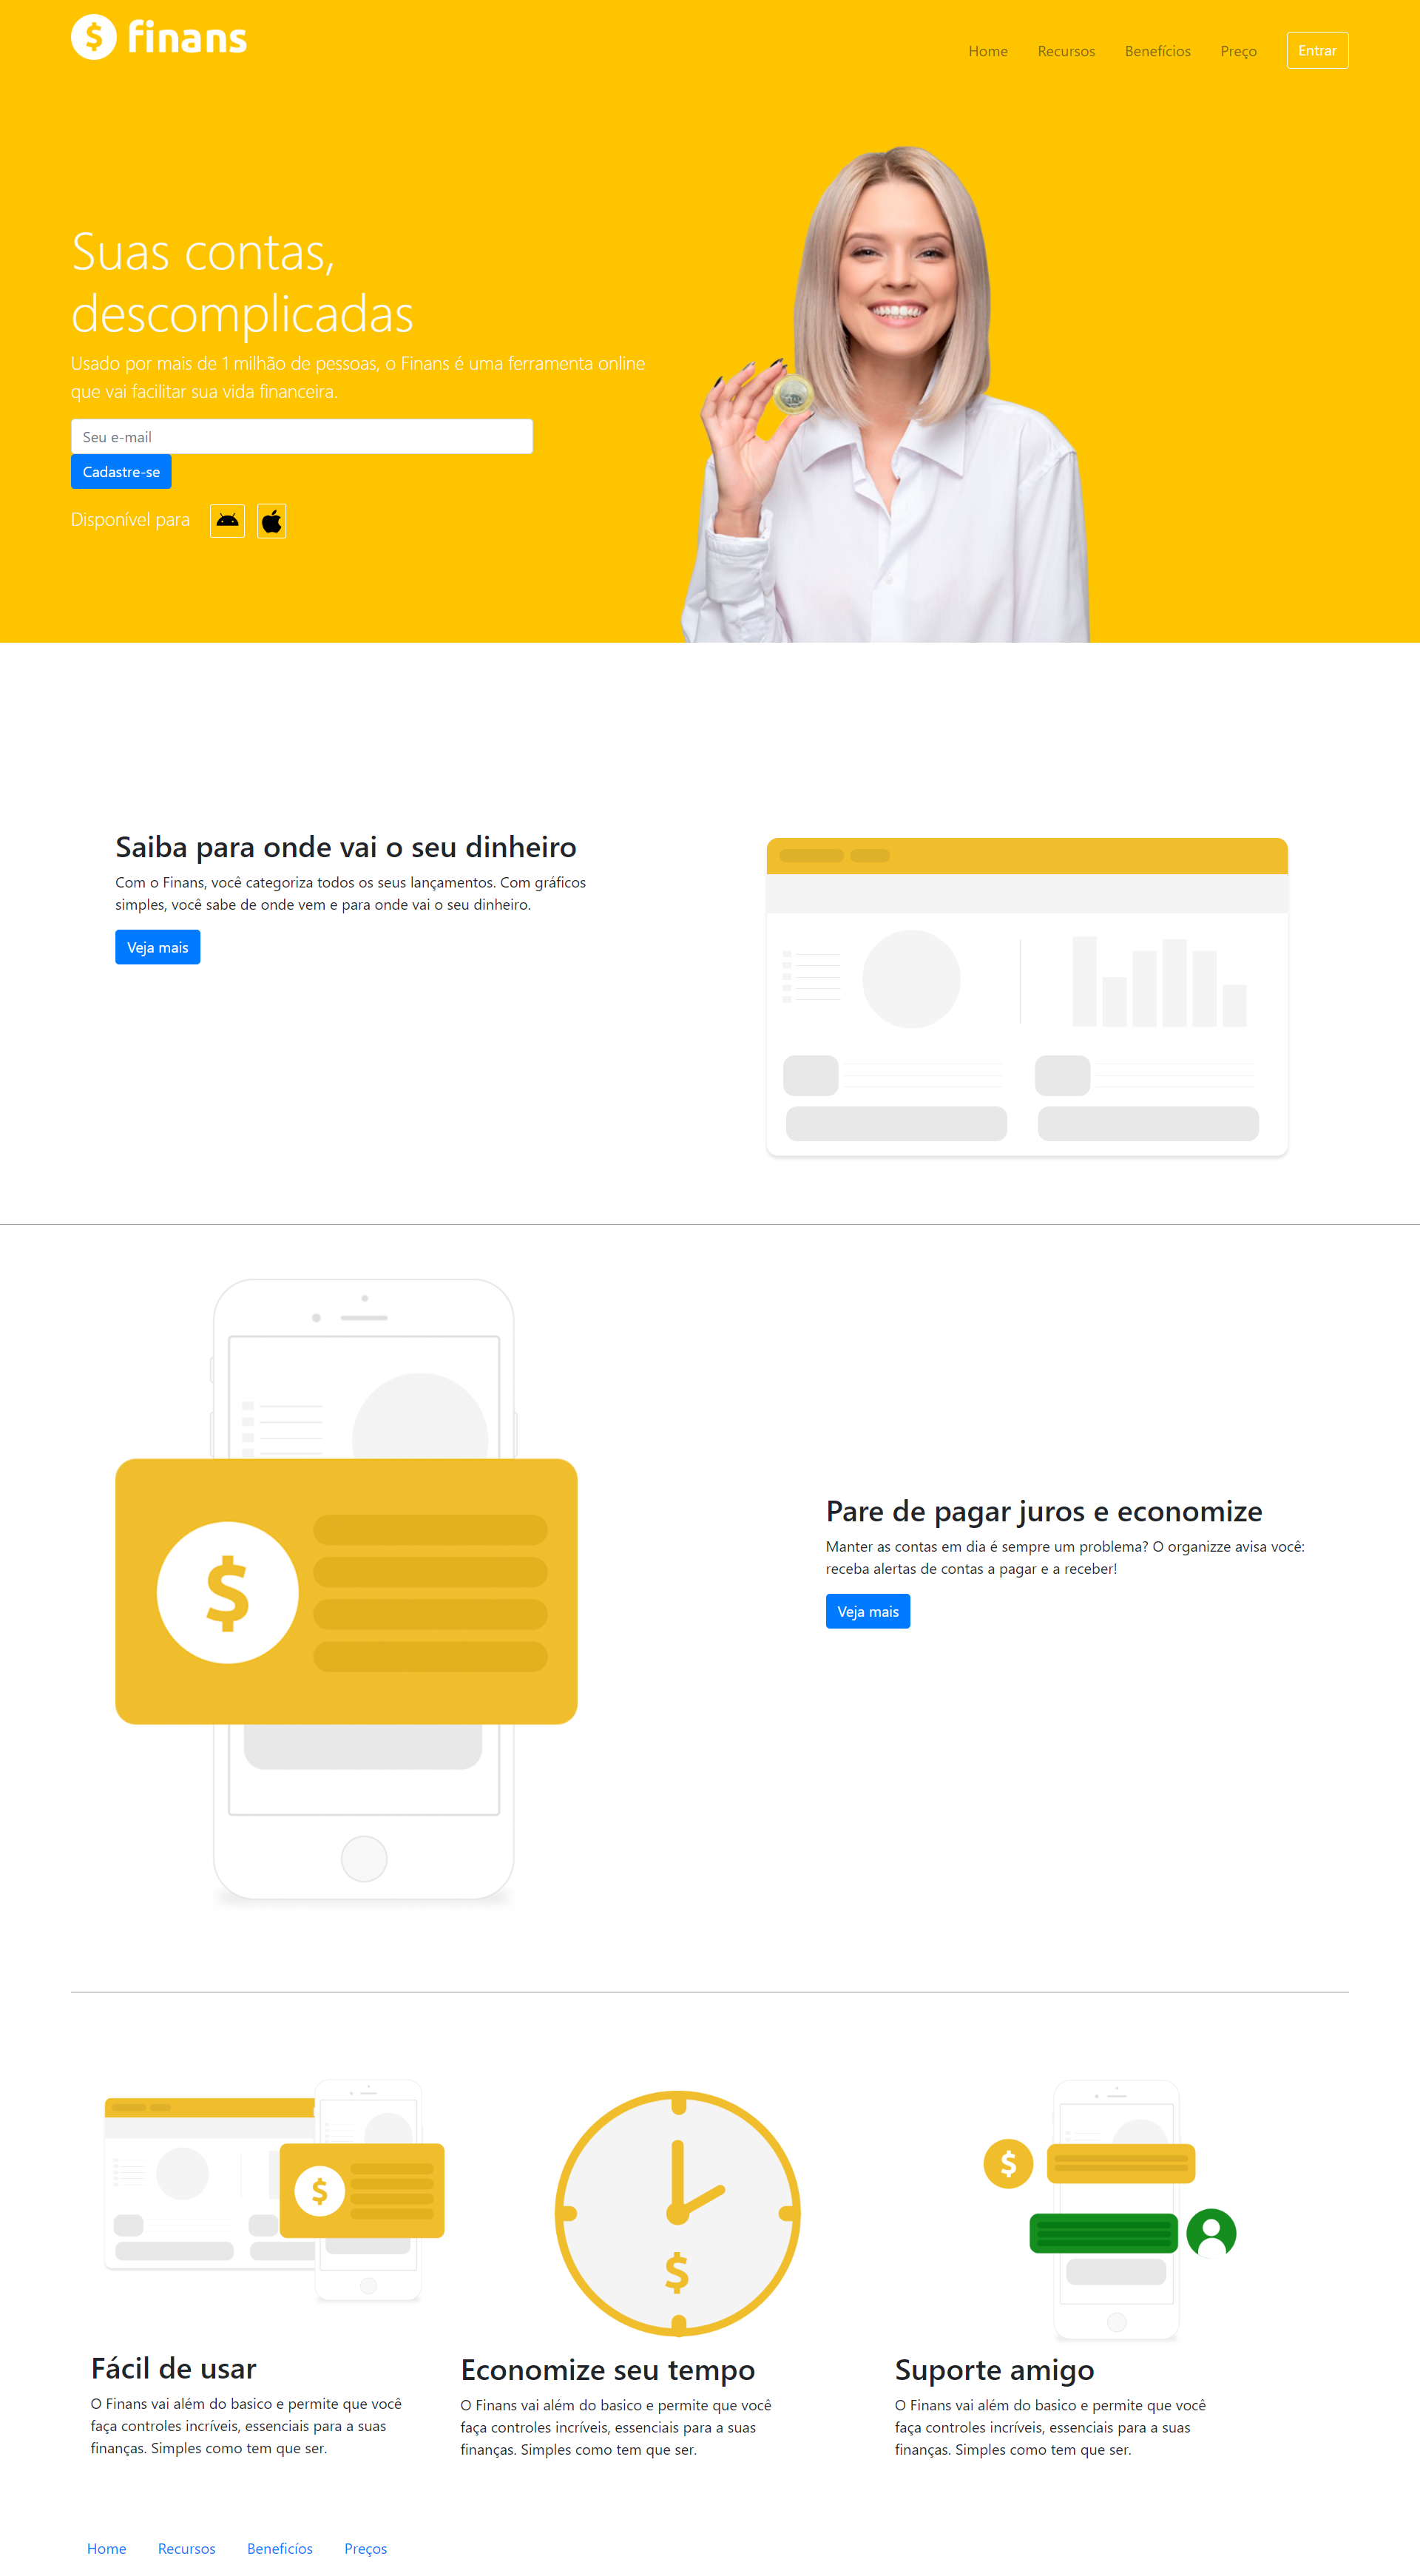 $ finans
Home Recursos Benefícios Preço Entrar
Suas contas,
descomplicadas
Usado por mais de 1 milhão de pessoas, o Finans é uma ferramenta online
que vai facilitar sua vida financeira.
Seu e-mail
Cadastre-se
Disponível para
Saiba para onde vai o seu dinheiro
Com o Finans, você categoriza todos os seus lançamentos. Com gráficos
simples, você sabe de onde vem e para onde vai o seu dinheiro.
Veja mais
$
Pare de pagar juros e economize
Manter as contas em dia é sempre um problema? O organizze avisa você:
receba alertas de contas a pagar e a receber!
Veja mais
$
$
$
Fácil de usar
O Finans vai além do basico e permite que você
faça controles incríveis, essenciais para a suas
finanças. Simples como tem que ser.
Economize seu tempo
O Finans vai além do basico e permite que você
faça controles incríveis, essenciais para a suas
finanças. Simples como tem que ser.
Suporte amigo
O Finans vai além do basico e permite que você
faça controles incríveis, essenciais para a suas
finanças. Simples como tem que ser.
Home Recursos Beneficíos Preços